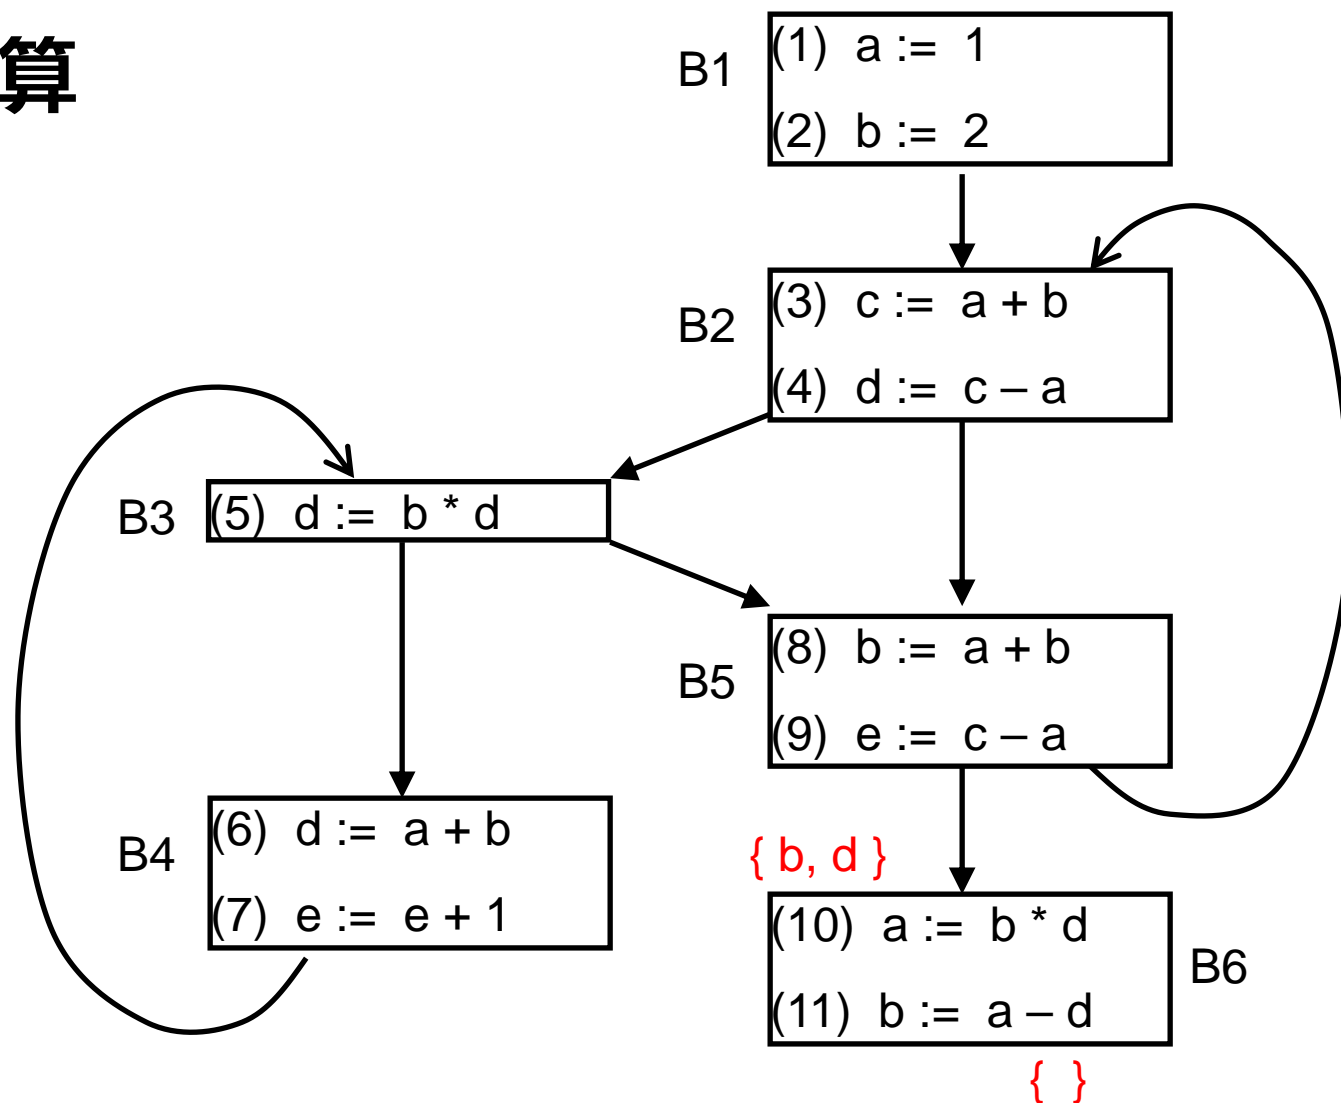 算
B1
(1) a := 1
(2) b := 2
B2
(3) c := a + b
(4) d := c – a
B3
(5) d := b * d
B5
(8) b := a + b
(9) e := c – a
B4
(6) d := a + b
(7) e := e + 1
{ b, d }
(10) a := b * d
(11) b := a – d
B6
{ }